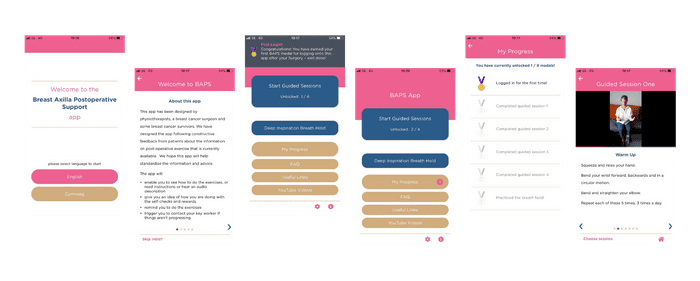 Welcome to the
Breast Axilla Postoperative
Support
app
please select language to start
English
Cymraeg
Welcome to BAPS
About this app
This app has been designed by
physiotherapists, a breast cancer surgeon and
some breast cancer survivors. We have
designed the app following constructive
feedback from parents about the information
on post-operative exercise that is currently
available. We hope this app will help
standardise the information and advice.
The app will:
• enable you to see how to do the exercises, or
read instructions or hear an audio
description
• give you an idea of how you are doing with
the self-checks and rewards
• remind you to do the exercises
• trigger you to contact your key worker if
things aren't progressing
Skip Intro?
First Login!
Congratulations! You have earned your
first BAPS medal for logging onto this
app after your Surgery - well done!
Start Guided Sessions
Unlocked: 1 / 4
Deep Inspiration Breath Hold
My Progress
FAQ
Useful Links
YouTube Videos
BAPS App
Start Guided Sessions
Unlocked: 2 / 4
Deep Inspiration Breath Hold
My Progress
FAQ
Useful Links
YouTube Videos
My Progress
You have currently unlocked 1 / 6 medals!
Logged in for the first time!
Completed guided session 1
Completed guided session 2
Completed guided session 3
Completed guided session 4
Practised the breath hold!
Guided Session One
Warm Up
Squeeze and relax your hand.
Bend your wrist forward, backwards and in a
circular motion.
Bend and straighten your elbow.
Repeat each of these 5 times, 3 times a day.
Choose session